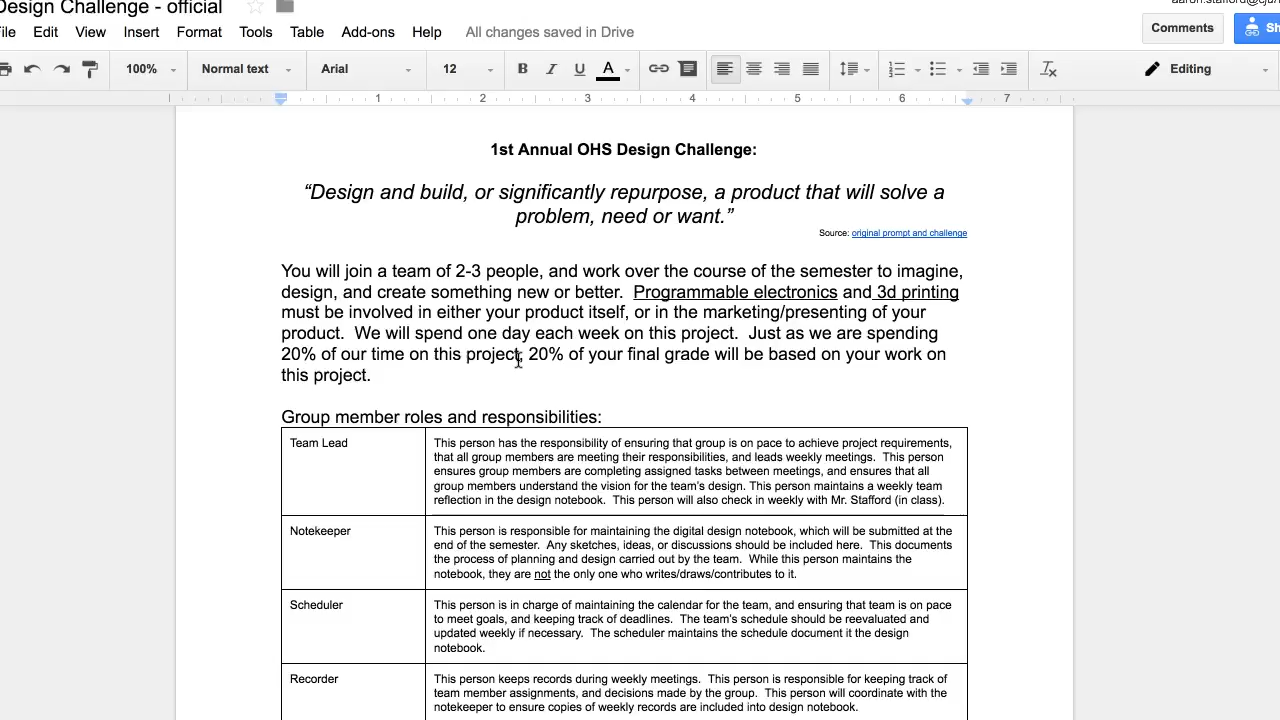 Design Challenge - official
File Edit View Insert Format Tools Table Add-ons Help All changes saved in Drive
Comments
100% Normal text Arial 12 B I U A Editing
1 2 3 4 5 6 7
1st Annual OHS Design Challenge:
“Design and build, or significantly repurpose, a product that will solve a
problem, need or want.”
Source: original prompt and challenge
You will join a team of 2-3 people, and work over the course of the semester to imagine,
design, and create something new or better. Programmable electronics and 3d printing
must be involved in either your product itself, or in the marketing/presenting of your
product. We will spend one day each week on this project. Just as we are spending
20% of our time on this project, 20% of your final grade will be based on your work on
this project.
Group member roles and responsibilities:
Team Lead
This person has the responsibility of ensuring that group is on pace to achieve project requirements,
that all group members are meeting their responsibilities, and leads weekly meetings. This person
ensures group members are completing assigned tasks between meetings, and ensures that all
group members understand the vision for the team's design. This person maintains a weekly team
reflection in the design notebook. This person will also check in weekly with Mr. Stafford (in class).
Notekeeper
This person is responsible for maintaining the digital design notebook, which will be submitted at the
end of the semester. Any sketches, ideas, or discussions should be included here. This documents
the process of planning and design carried out by the team. While this person maintains the
notebook, they are not the only one who writes/draws/contributes to it.
Scheduler
This person is in charge of maintaining the calendar for the team, and ensuring that team is on pace
to meet goals, and keeping track of deadlines. The team's schedule should be reevaluated and
updated weekly if necessary. The scheduler maintains the schedule document it the design
notebook.
Recorder
This person keeps records during weekly meetings. This person is responsible for keeping track of
team member assignments, and decisions made by the group. This person will coordinate with the
notekeeper to ensure copies of weekly records are included into design notebook.